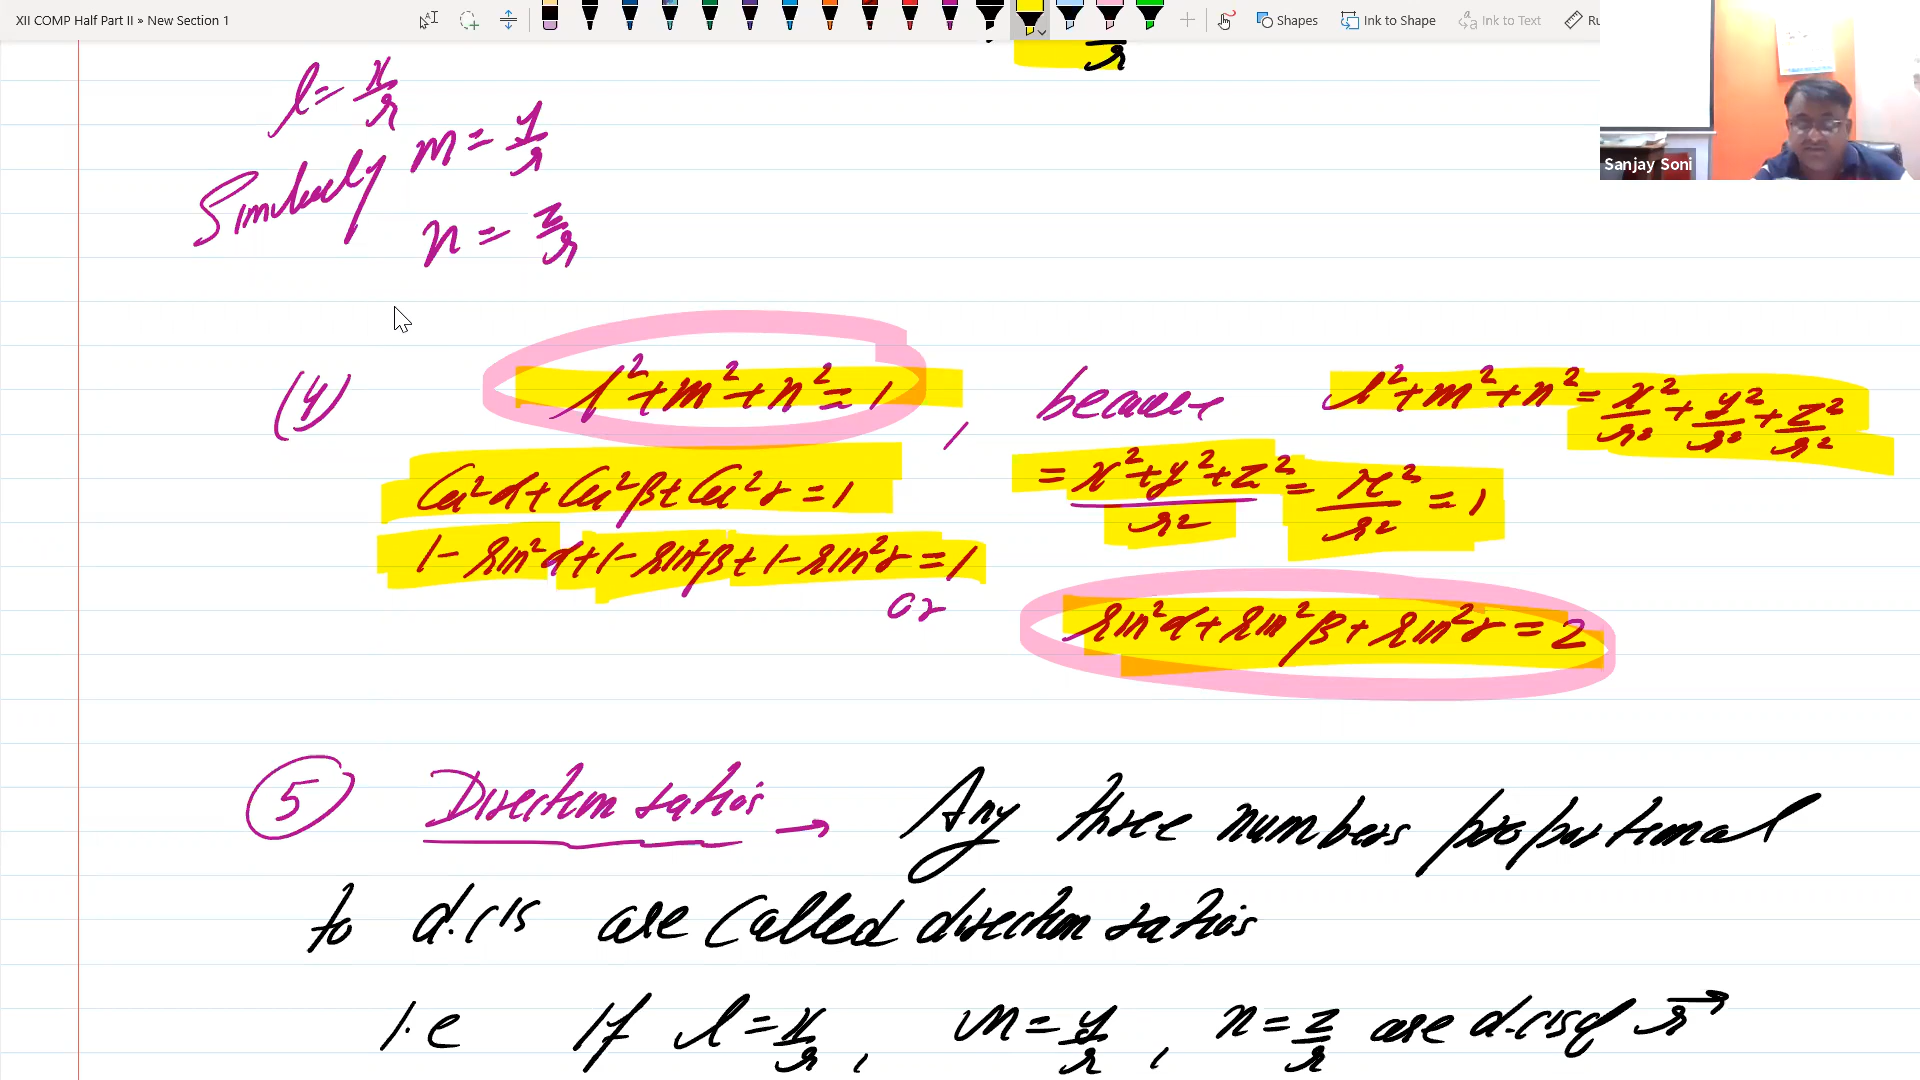 XII COMP Half Part II » New Section 1
Shapes Ink to Shape Ink to Text Ru
Sanjay Soni
r
l = x/r
Similarly m = y/r
n = z/r
(4) l²+m²+n²=1, because l²+m²+n² = x²/r² + y²/r² + z²/r²
Cos²α+Cos²β+Cos²γ=1 = (x²+y²+z²)/r² = r²/r² = 1
1-sin²α+1-sin²β+1-sin²γ=1
or sin²α+sin²β+sin²γ=2
(5) Direction ratios → Any three numbers proportional
to d.c's are called direction ratios
i.e If l = x/r, m = y/r, n = z/r are d.c's of r→